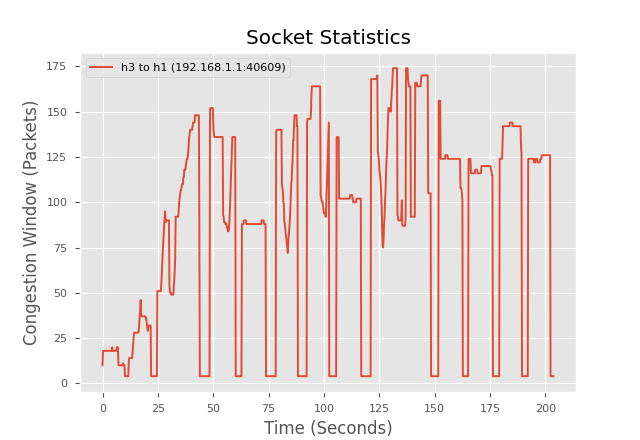 Socket Statistics
h3 to h1 (192.168.1.1:40609)
Congestion Window (Packets)
175
150
125
100
75
50
25
0
0 25 50 75 100 125 150 175 200
Time (Seconds)